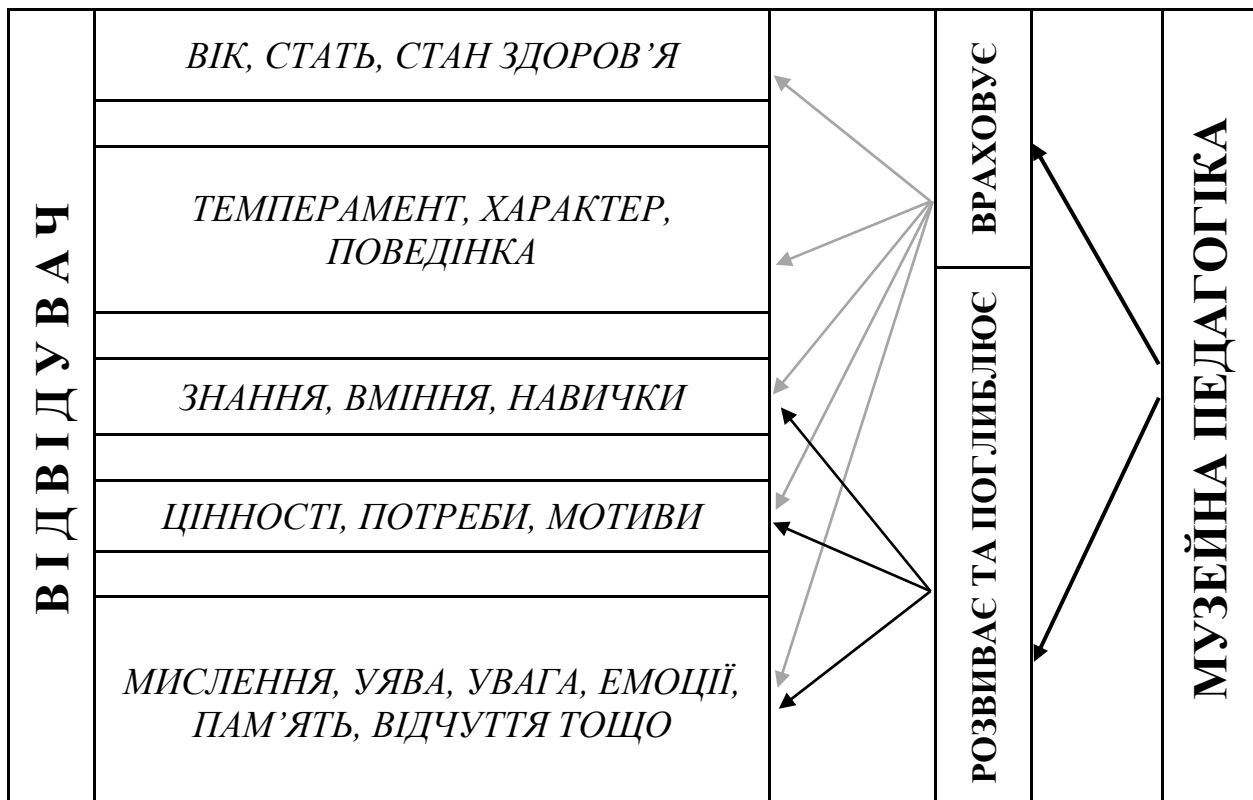 ВІДВІДУВАЧ
ВІК, СТАТЬ, СТАН ЗДОРОВ’Я
ТЕМПЕРАМЕНТ, ХАРАКТЕР,
ПОВЕДІНКА
ЗНАННЯ, ВМІННЯ, НАВИЧКИ
ЦІННОСТІ, ПОТРЕБИ, МОТИВИ
МИСЛЕННЯ, УЯВА, УВАГА, ЕМОЦІЇ,
ПАМ’ЯТЬ, ВІДЧУТТЯ ТОЩО
ВРАХОВУЄ
РОЗВИВАЄ ТА ПОГЛИБЛЮЄ
МУЗЕЙНА ПЕДАГОГІКА